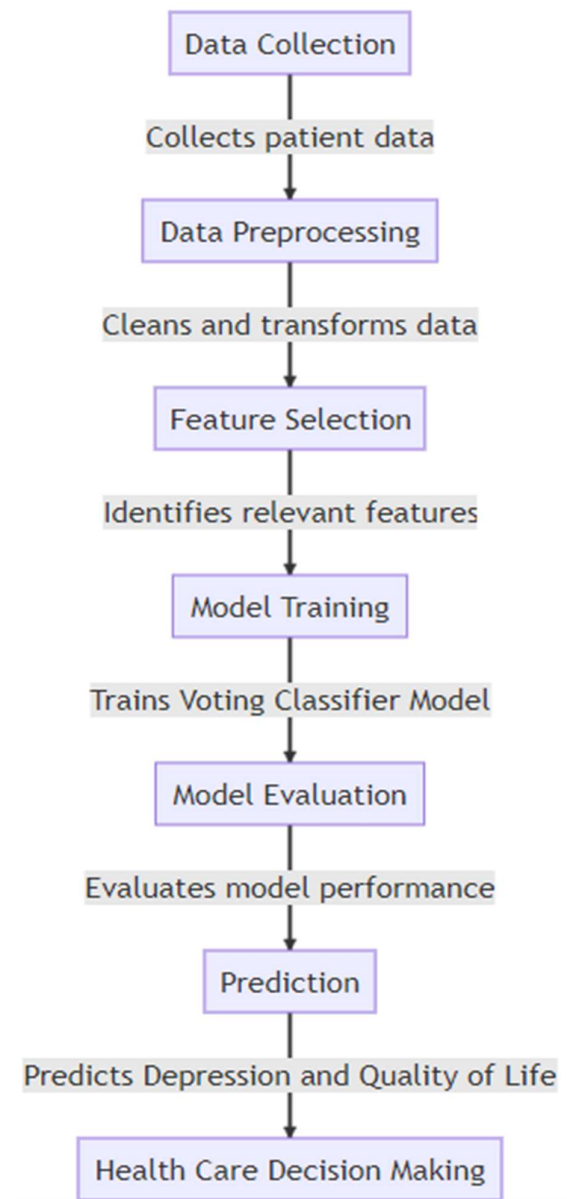 Data Collection
Collects patient data
Data Preprocessing
Cleans and transforms data
Feature Selection
Identifies relevant features
Model Training
Trains Voting Classifier Model
Model Evaluation
Evaluates model performance
Prediction
Predicts Depression and Quality of Life
Health Care Decision Making